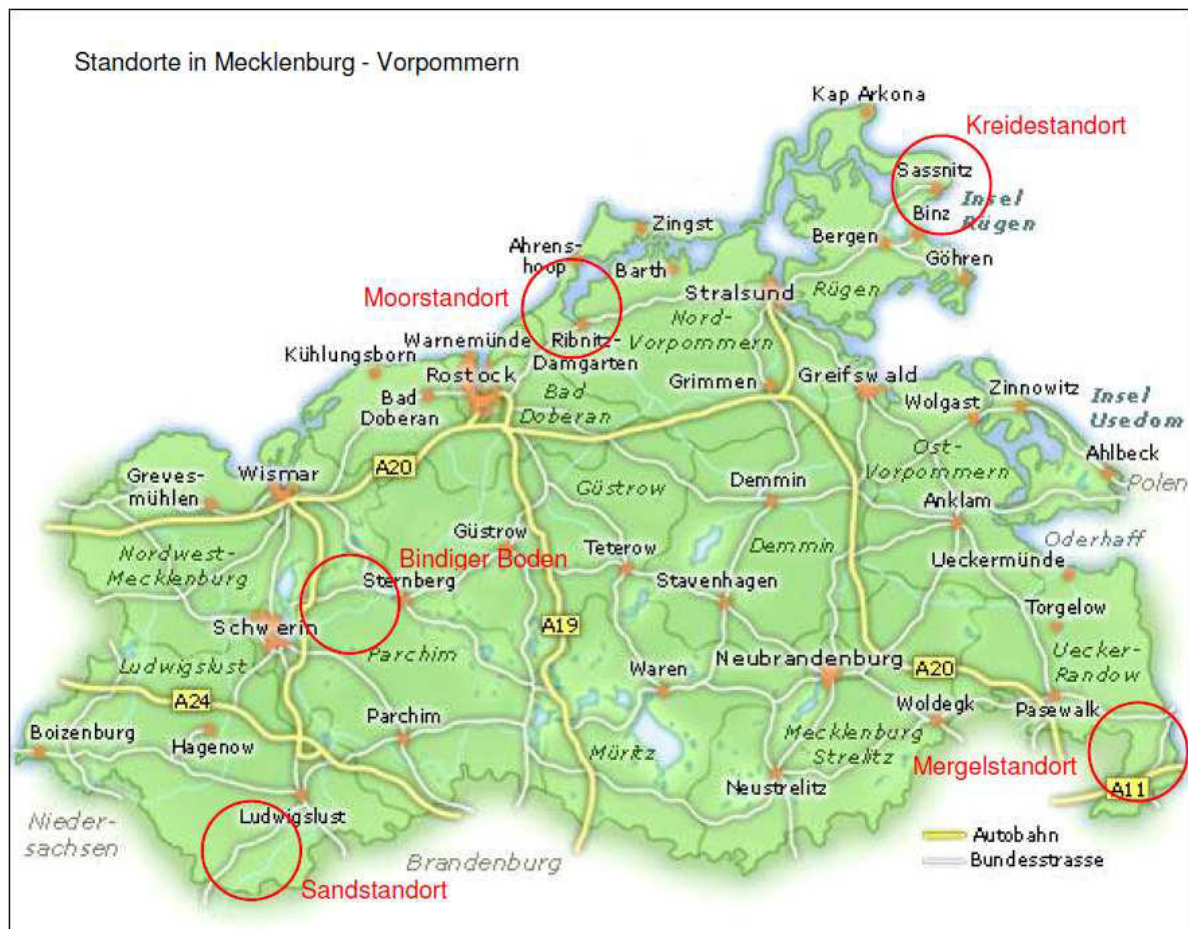 Standorte in Mecklenburg - Vorpommern
Kap Arkona
Kreidestandort
Sassnitz
Insel
Rügen
Binz
Zingst
Bergen
Ahrens-
hoop
Barth
Göhren
Moorstandort
Stralsund
Rügen
Nord-
Vorpommern
Warnemünde
Ribnitz-
Damgarten
Kühlungsborn
Rostock
Bad
Doberan
Bad
Doberan
Grimmen
Greifswald
Zinnowitz
Wolgast
Insel
Usedom
Ost-
Vorpommern
Ahlbeck
Polen
A20
Wismar
Greves-
mühlen
Güstrow
Demmin
Anklam
Güstrow
Teterow
Demmin
Oderhaff
Nordwest-
Mecklenburg
Bindiger Boden
Sternberg
Stavenhagen
Ueckermünde
Torgelow
Schwerin
A19
Parchim
Ludwigslust
Waren
Neubrandenburg
A20
Uecker-
Randow
A24
Woldegk
Pasewalk
Parchim
Boizenburg
Hagenow
Müritz
Mecklenburg
Strelitz
Mergelstandort
Neustrelitz
A11
Ludwigslust
Nieder-
sachsen
Brandenburg
Autobahn
Bundesstrasse
Sandstandort